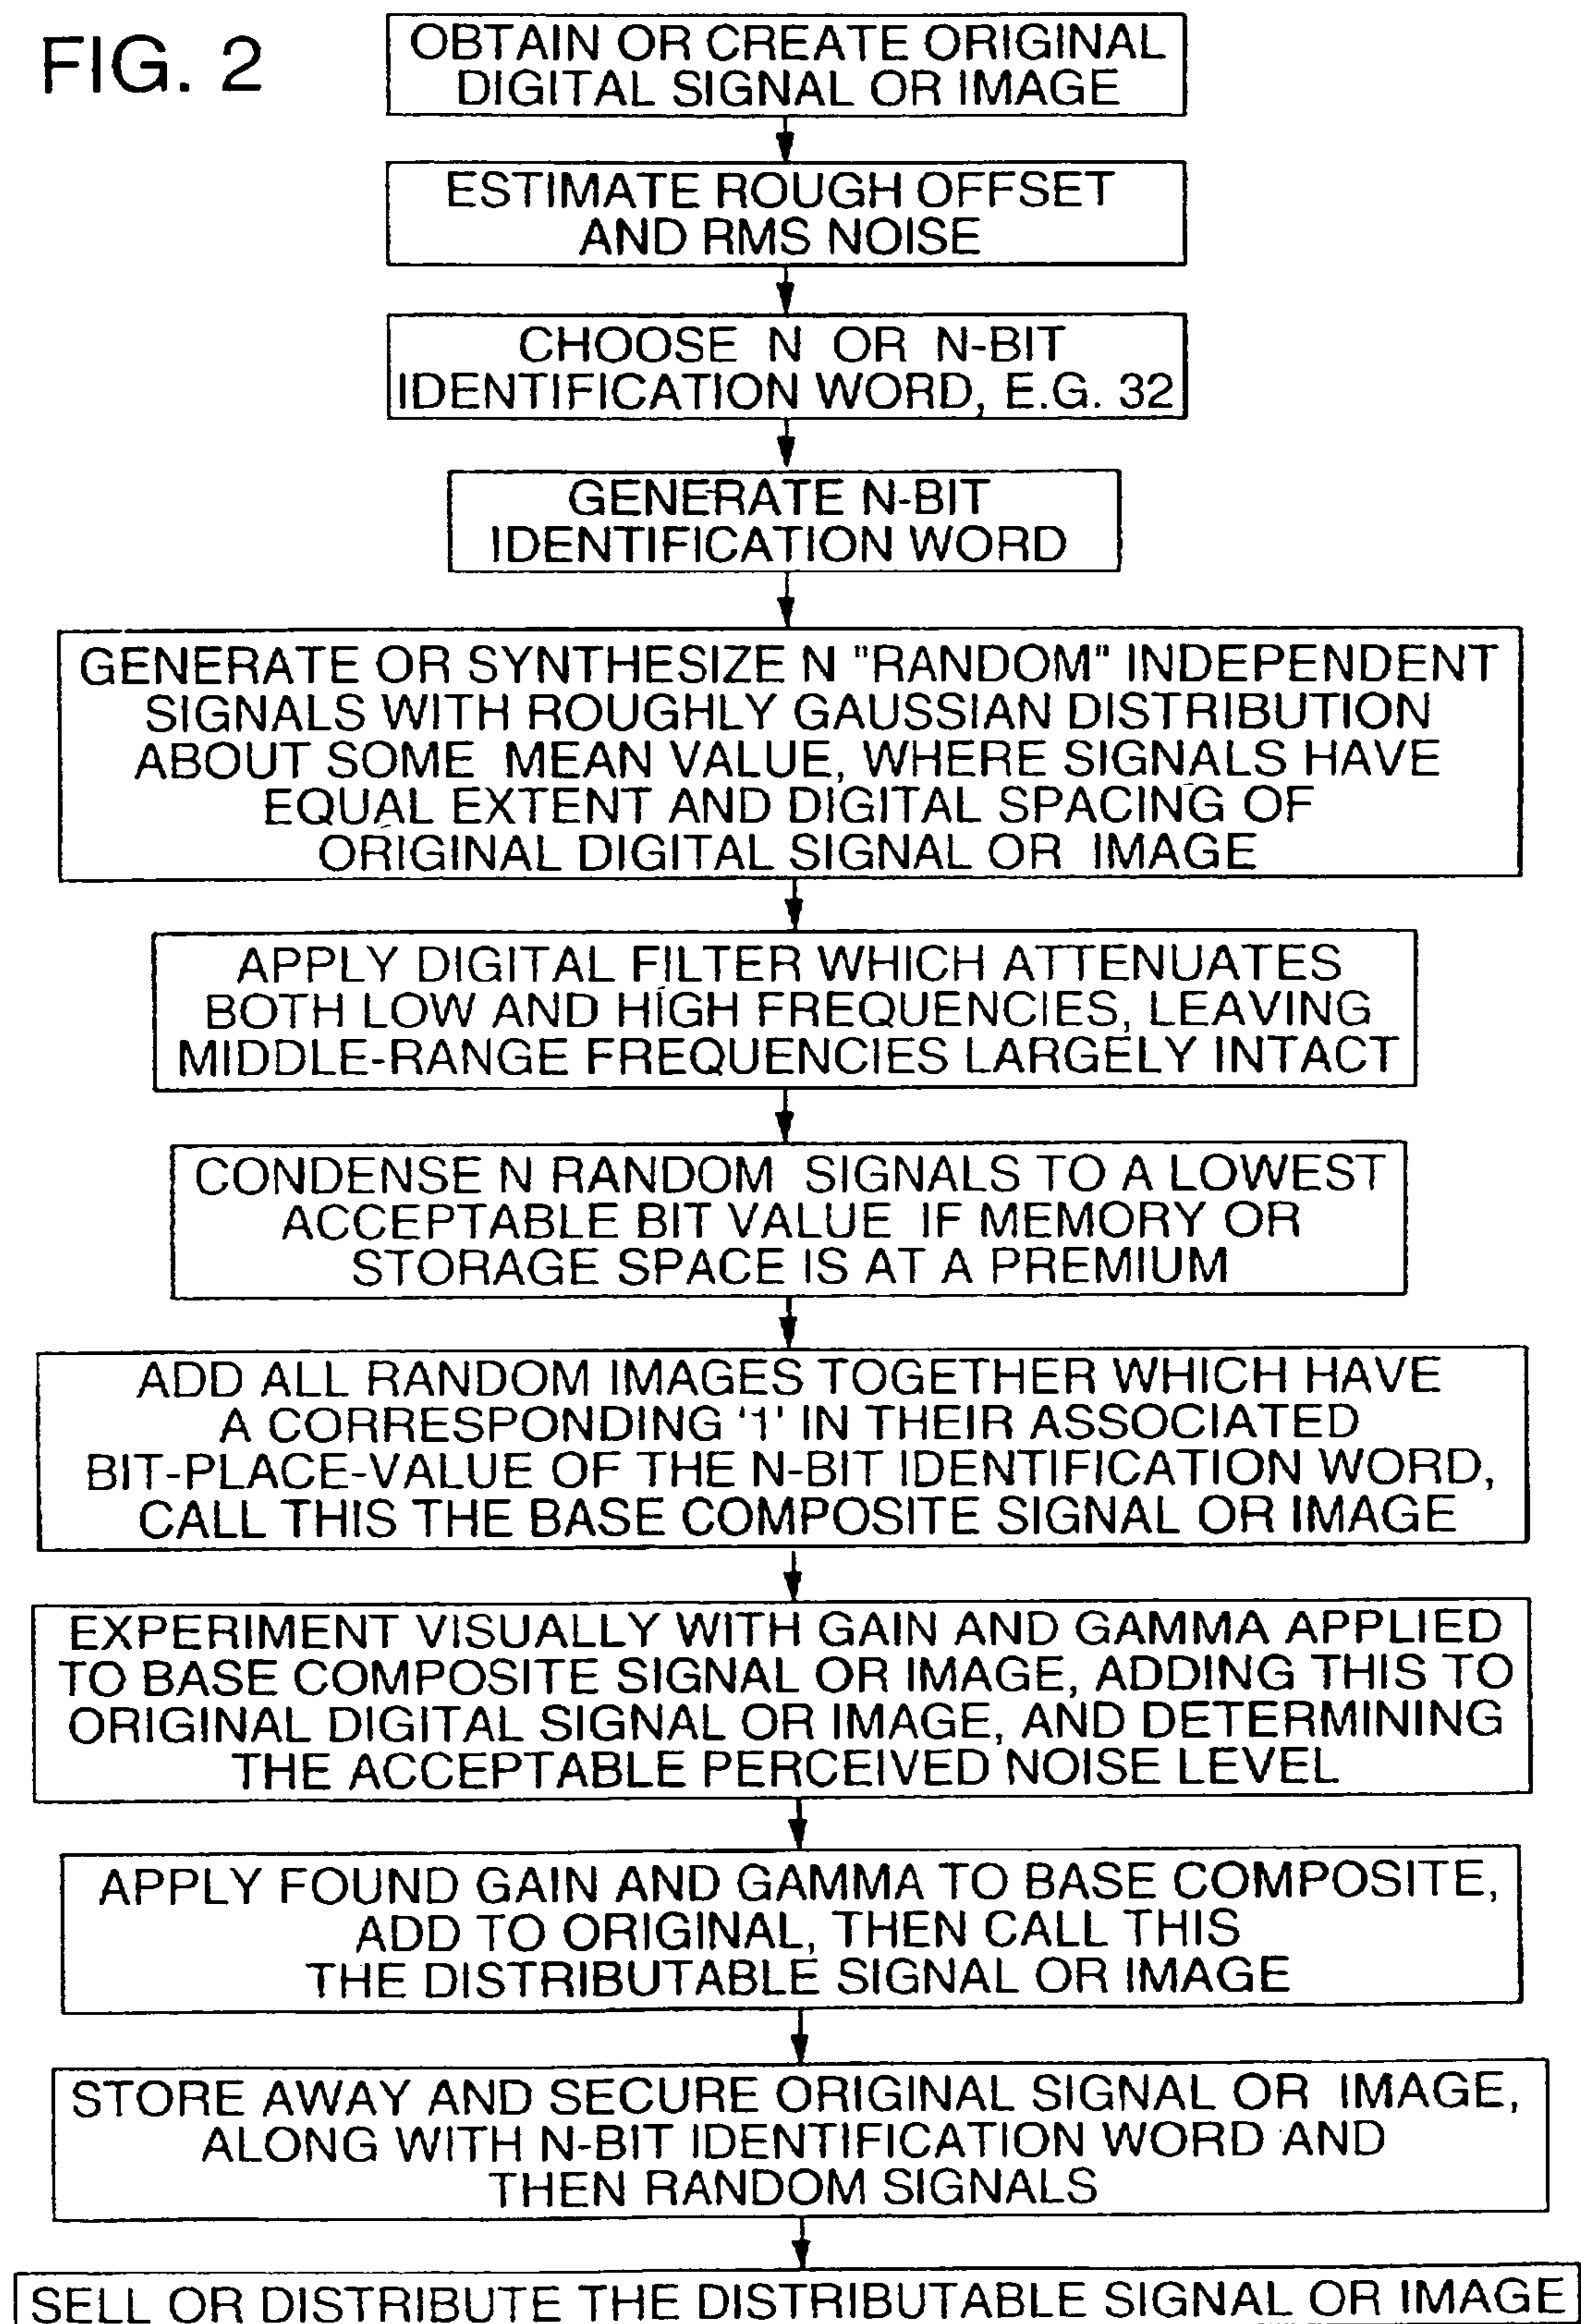 FIG. 2
OBTAIN OR CREATE ORIGINAL
DIGITAL SIGNAL OR IMAGE
ESTIMATE ROUGH OFFSET
AND RMS NOISE
CHOOSE N OR N-BIT
IDENTIFICATION WORD, E.G. 32
GENERATE N-BIT
IDENTIFICATION WORD
GENERATE OR SYNTHESIZE N "RANDOM" INDEPENDENT
SIGNALS WITH ROUGHLY GAUSSIAN DISTRIBUTION
ABOUT SOME MEAN VALUE, WHERE SIGNALS HAVE
EQUAL EXTENT AND DIGITAL SPACING OF
ORIGINAL DIGITAL SIGNAL OR IMAGE
APPLY DIGITAL FILTER WHICH ATTENUATES
BOTH LOW AND HIGH FREQUENCIES, LEAVING
MIDDLE-RANGE FREQUENCIES LARGELY INTACT
CONDENSE N RANDOM SIGNALS TO A LOWEST
ACCEPTABLE BIT VALUE IF MEMORY OR
STORAGE SPACE IS AT A PREMIUM
ADD ALL RANDOM IMAGES TOGETHER WHICH HAVE
A CORRESPONDING '1' IN THEIR ASSOCIATED
BIT-PLACE-VALUE OF THE N-BIT IDENTIFICATION WORD,
CALL THIS THE BASE COMPOSITE SIGNAL OR IMAGE
EXPERIMENT VISUALLY WITH GAIN AND GAMMA APPLIED
TO BASE COMPOSITE SIGNAL OR IMAGE, ADDING THIS TO
ORIGINAL DIGITAL SIGNAL OR IMAGE, AND DETERMINING
THE ACCEPTABLE PERCEIVED NOISE LEVEL
APPLY FOUND GAIN AND GAMMA TO BASE COMPOSITE,
ADD TO ORIGINAL, THEN CALL THIS
THE DISTRIBUTABLE SIGNAL OR IMAGE
STORE AWAY AND SECURE ORIGINAL SIGNAL OR IMAGE,
ALONG WITH N-BIT IDENTIFICATION WORD AND
THEN RANDOM SIGNALS
SELL OR DISTRIBUTE THE DISTRIBUTABLE SIGNAL OR IMAGE